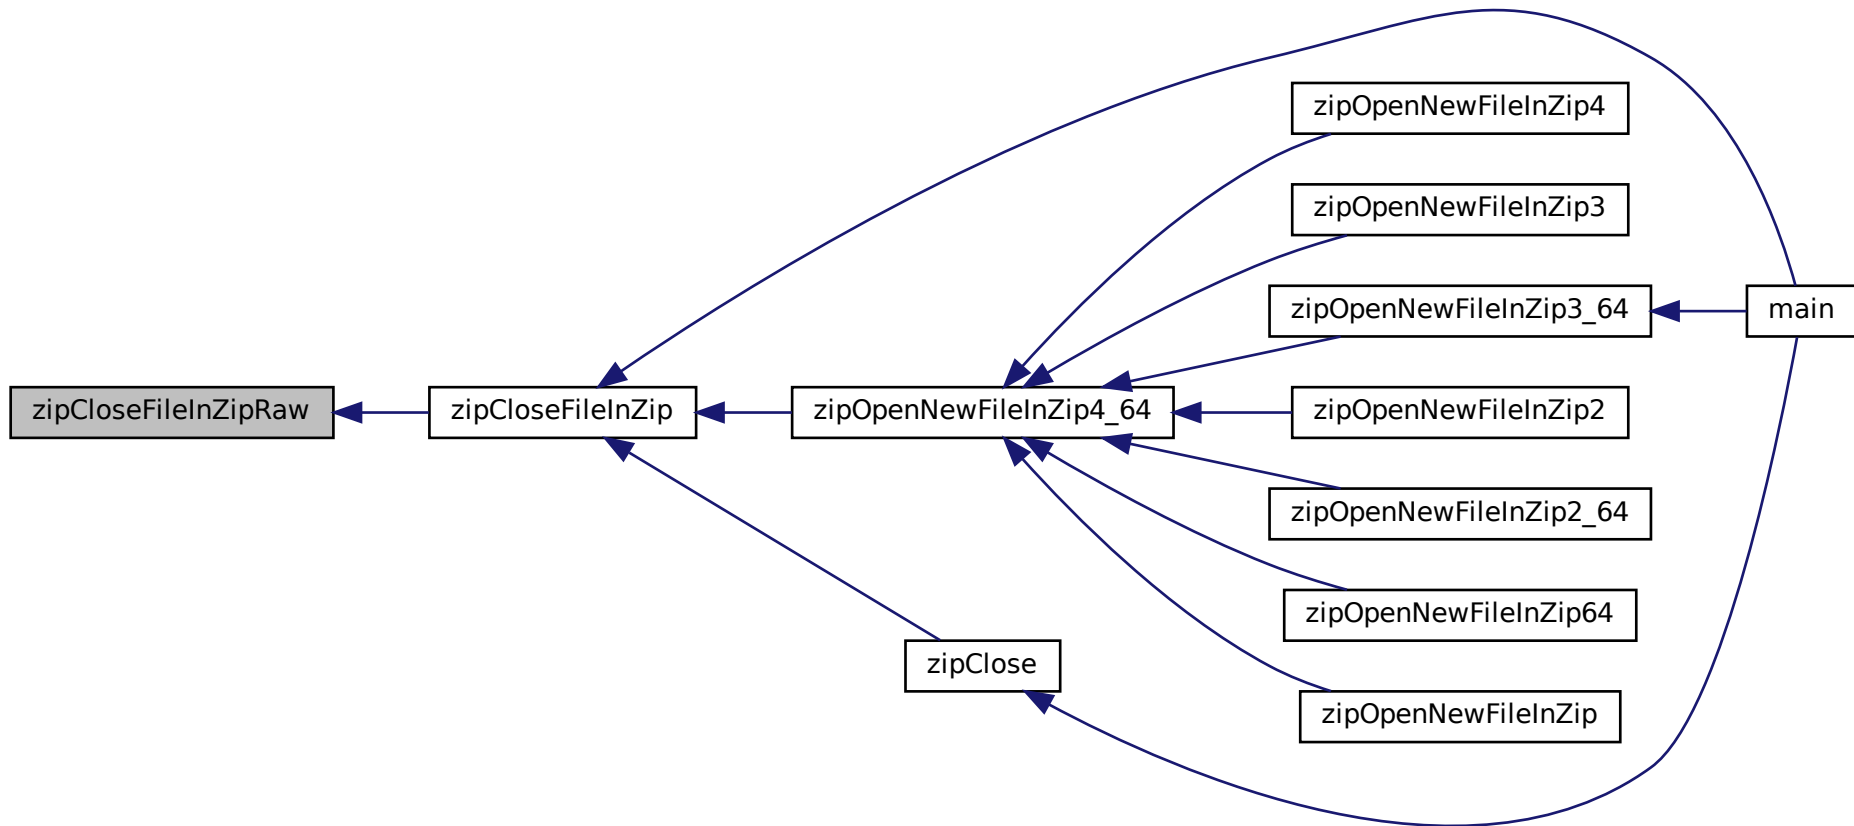 zipOpenNewFileInZip4
zipOpenNewFileInZip3
zipOpenNewFileInZip3_64
main
zipCloseFileInZipRaw
zipCloseFileInZip
zipOpenNewFileInZip4_64
zipOpenNewFileInZip2
zipOpenNewFileInZip2_64
zipOpenNewFileInZip64
zipClose
zipOpenNewFileInZip